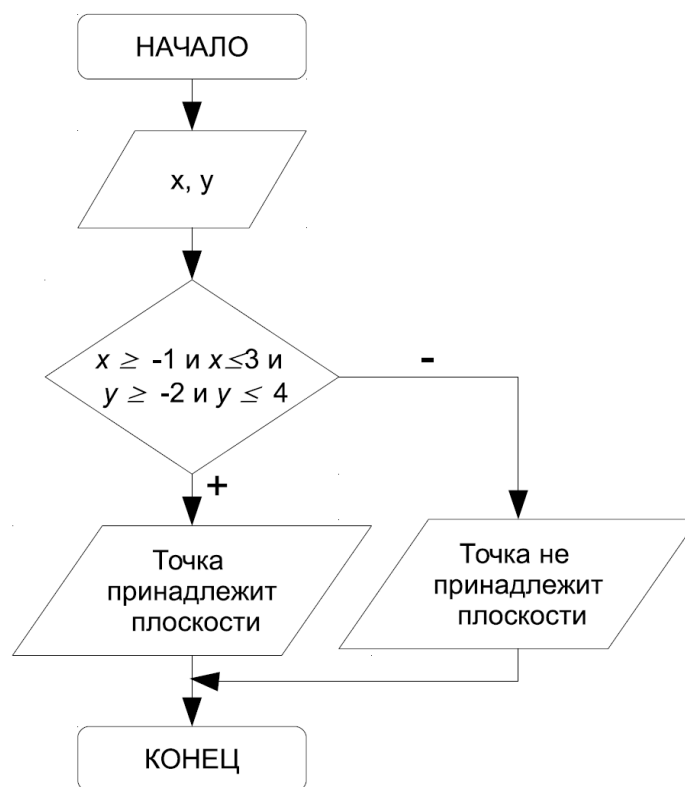 НАЧАЛО
x, y
x ≥ -1 и x≤3 и
y ≥ -2 и y ≤ 4
-
+
Точка
принадлежит
плоскости
Точка не
принадлежит
плоскости
КОНЕЦ